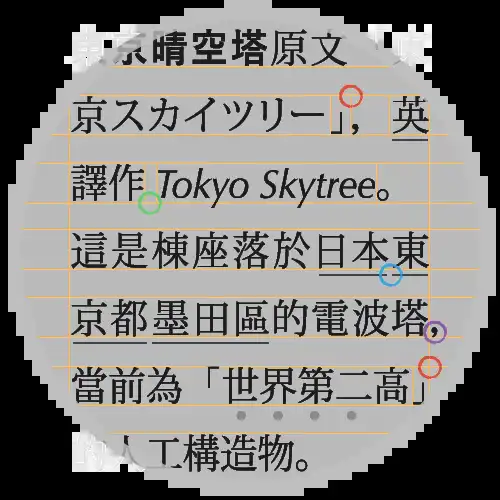 京晴空塔原文
京スカイツリー」，英
譯作 Tokyo Skytree。
這是棟座落於日本東
京都墨田區的電波塔，
當前為「世界第二高」
人工構造物。